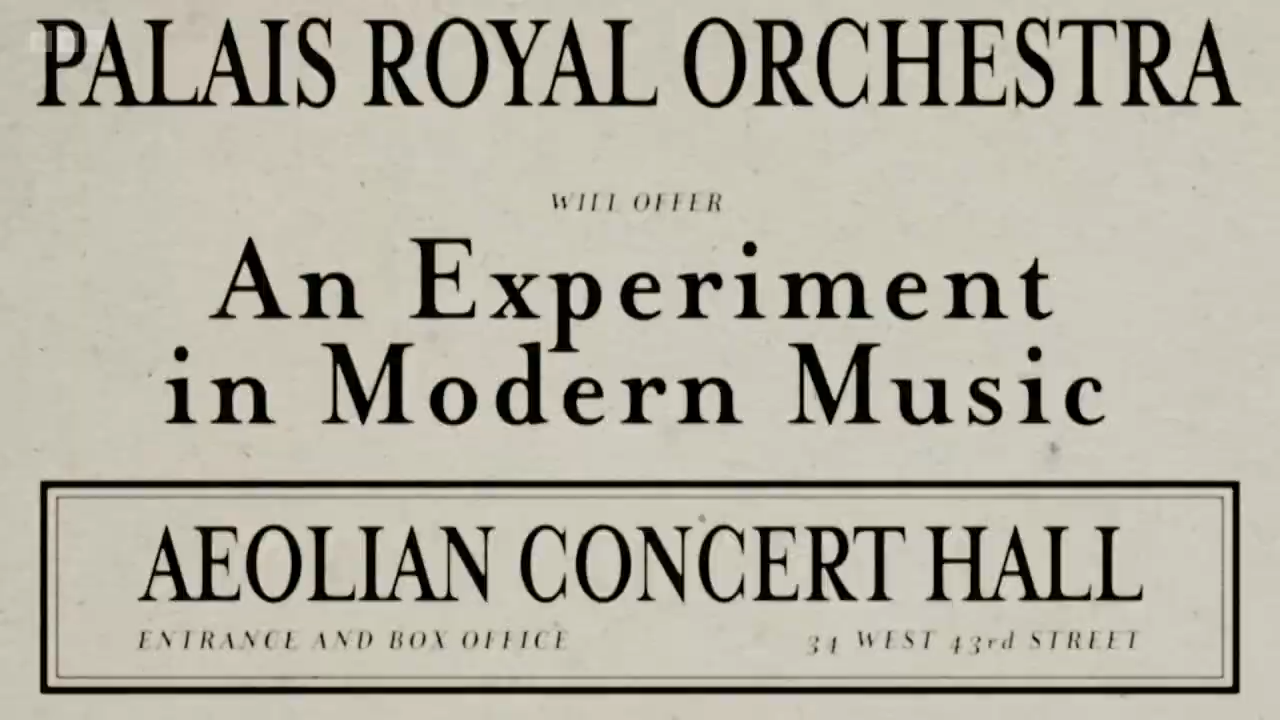 PALAIS ROYAL ORCHESTRA
WILL OFFER
An Experiment
in Modern Music
AEOLIAN CONCERT HALL
ENTRANCE AND BOX OFFICE 34 WEST 43rd STREET